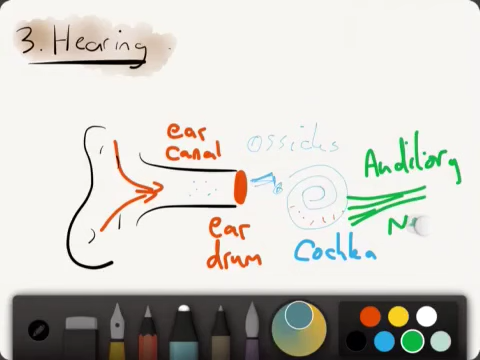 3. Hearing
ear
canal
ossicles
Auditory
ear
drum
Cochlea
N